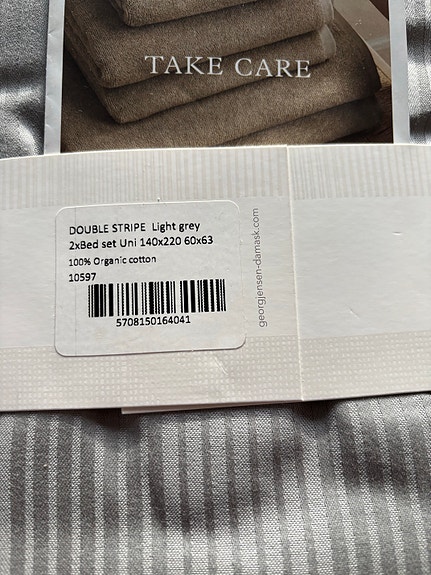 TAKE CARE
DOUBLE STRIPE Light grey
2xBed set Uni 140x220 60x63
100% Organic cotton
10597
5708150164041
georgjensen-damask.com